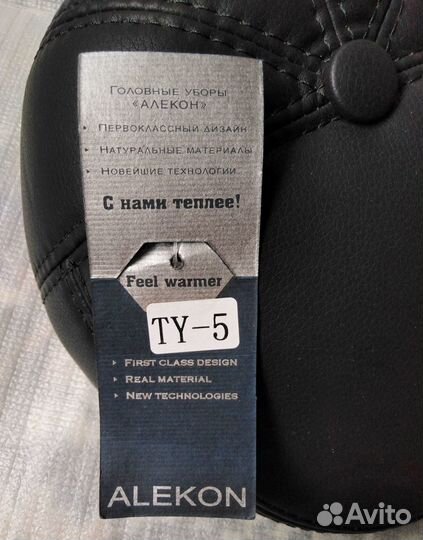 Головные уборы
«АЛЕКОН»
Первоклассный дизайн
Натуральные материалы
Новейшие технологии...
С нами теплее!
Feel warmer
TY-5
First class design
Real material
New technologies
ALEKON
Avito